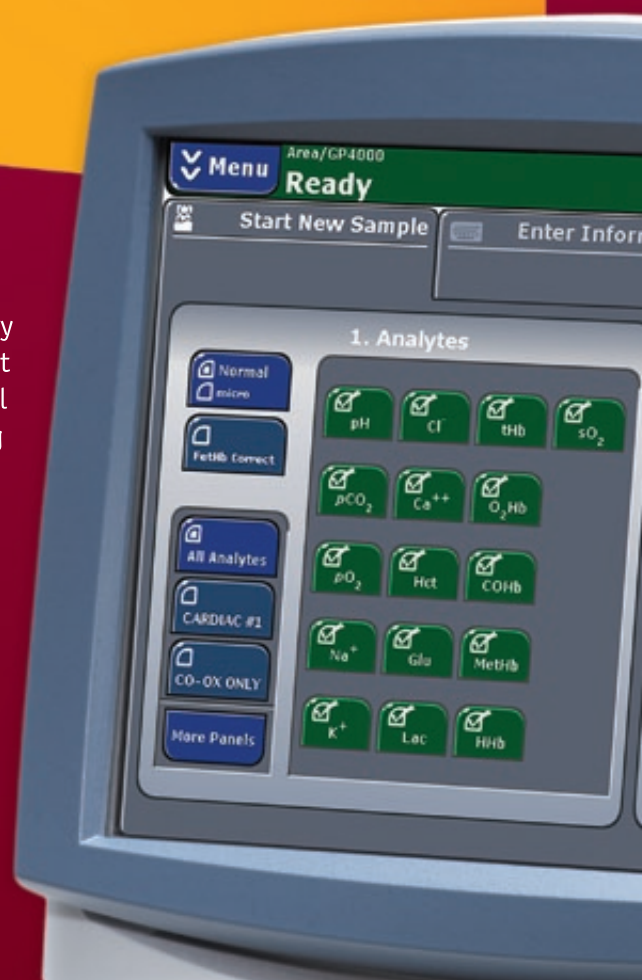 Area/GP4000
Menu
Ready
Start New Sample
Enter Inforr
y
t
l
g
1. Analytes
Normal
micro
FetHb Correct
All Analytes
CARDIAC #1
CO-OX ONLY
More Panels
pH Cl⁻ tHb sO₂
pCO₂ Ca⁺⁺ O₂Hb
pO₂ Hct COHb
Na⁺ Glu MetHb
K⁺ Lac HHb